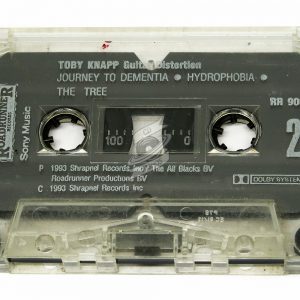 TOBY KNAPP Guitar Distortion
JOURNEY TO DEMENTIA • HYDROPHOBIA •
THE TREE
ROADRUNNER
Sony Music
RR 90
100 0
2
P 1993 Shrapnel Records Inc / The All Blacks BV
Roadrunner Productions BV
C 1993 Shrapnel Records Inc
DOLBY SYSTEM